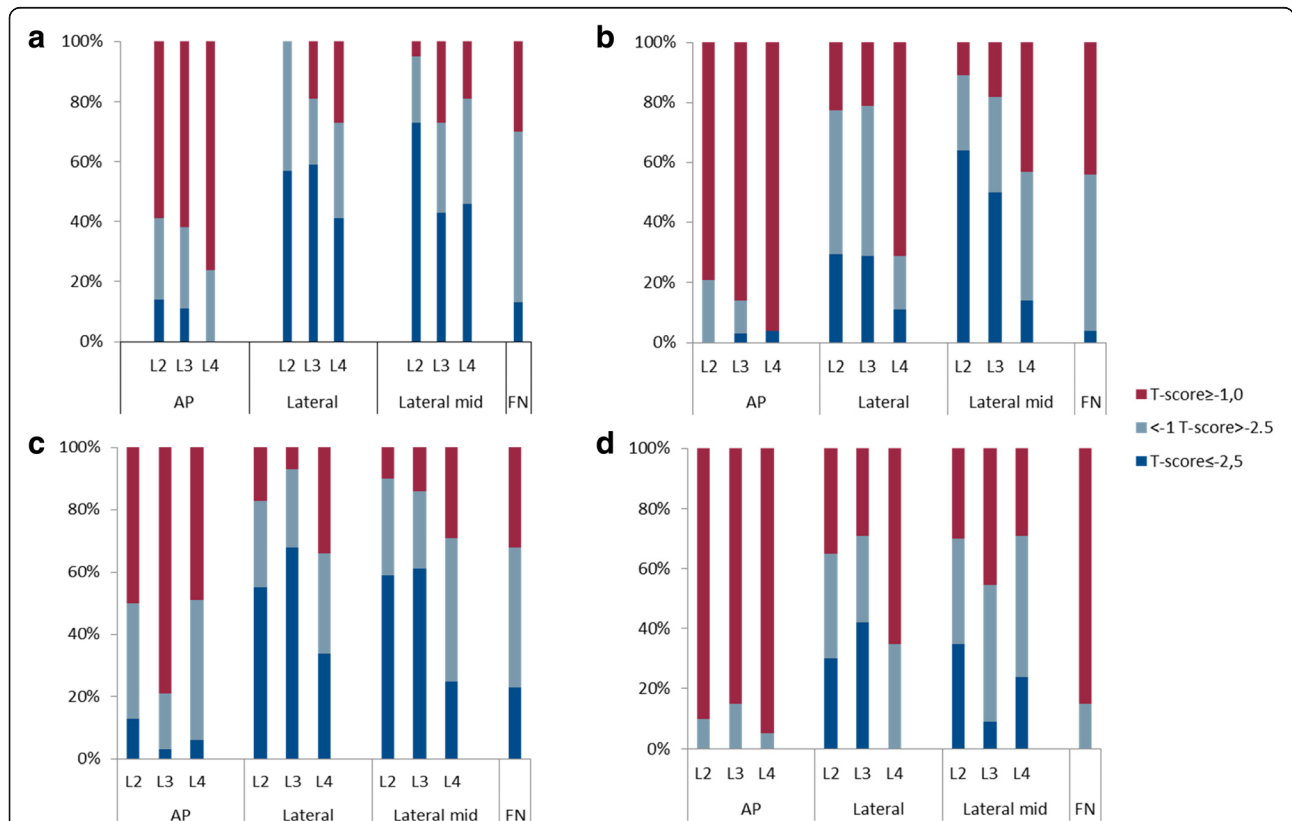 a
100%
80%
60%
40%
20%
0%
L2 L3 L4 L2 L3 L4 L2 L3 L4
AP Lateral Lateral mid FN
b
100%
80%
60%
40%
20%
0%
L2 L3 L4 L2 L3 L4 L2 L3 L4
AP Lateral Lateral mid FN
T-score≥-1,0
<-1 T-score>-2.5
T-score≤-2,5
c
100%
80%
60%
40%
20%
0%
L2 L3 L4 L2 L3 L4 L2 L3 L4
AP Lateral Lateral mid FN
d
100%
80%
60%
40%
20%
0%
L2 L3 L4 L2 L3 L4 L2 L3 L4
AP Lateral Lateral mid FN